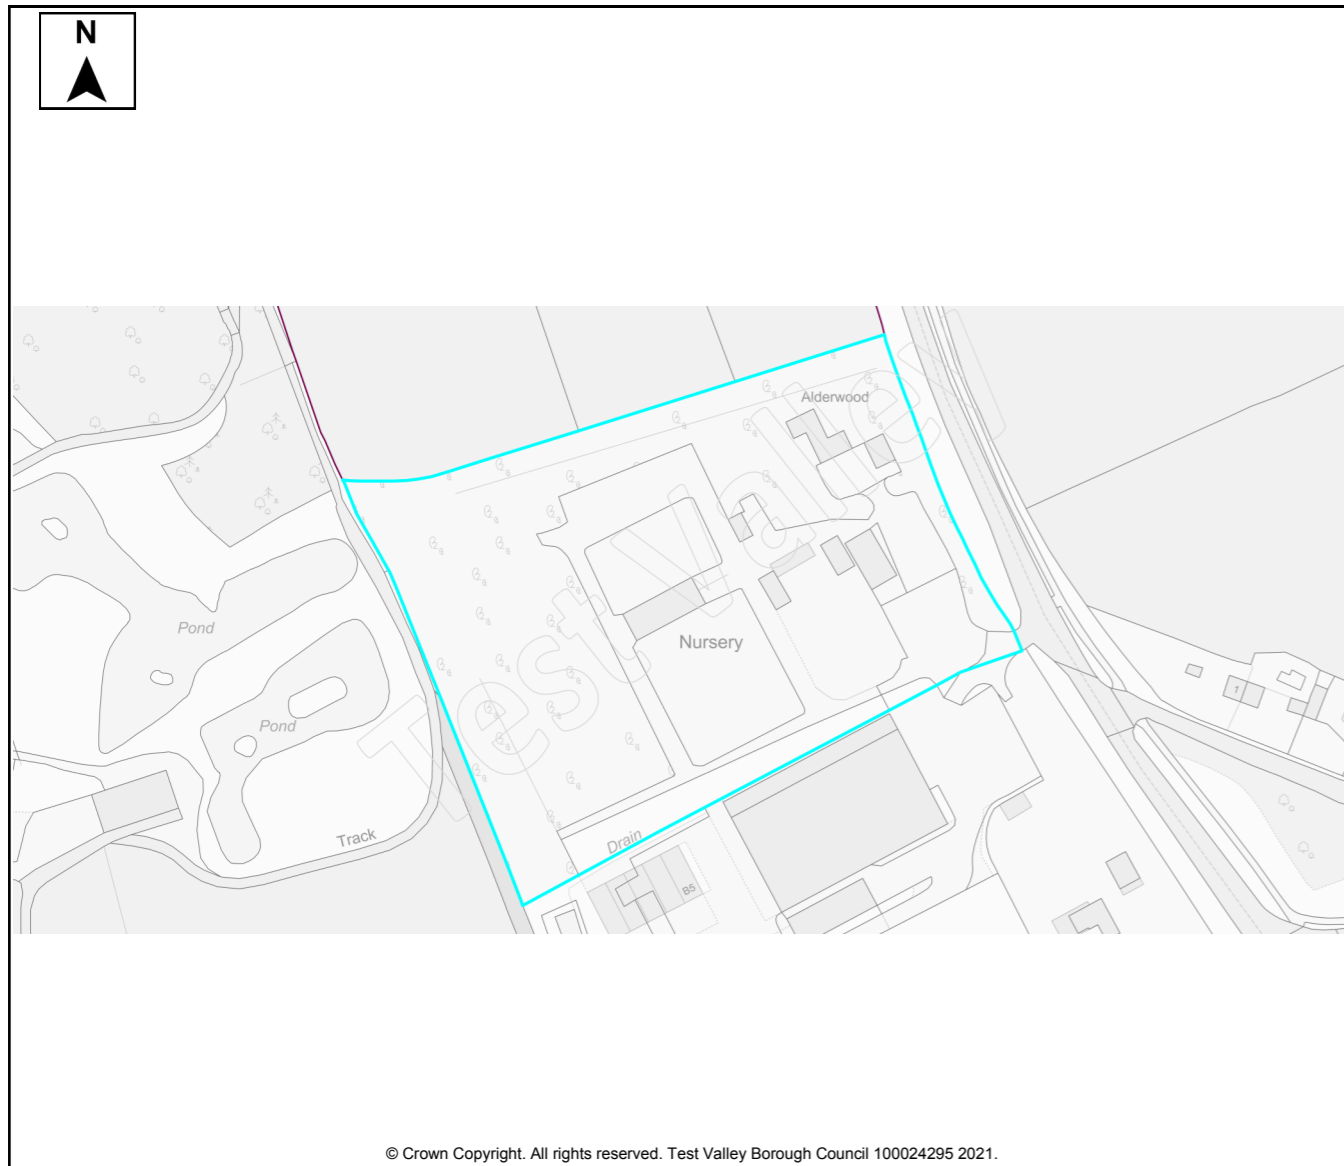 N
Alderwood
Nursery
Pond
1
Pond
Track
Drain
B5
Test Valley
© Crown Copyright. All rights reserved. Test Valley Borough Council 100024295 2021.